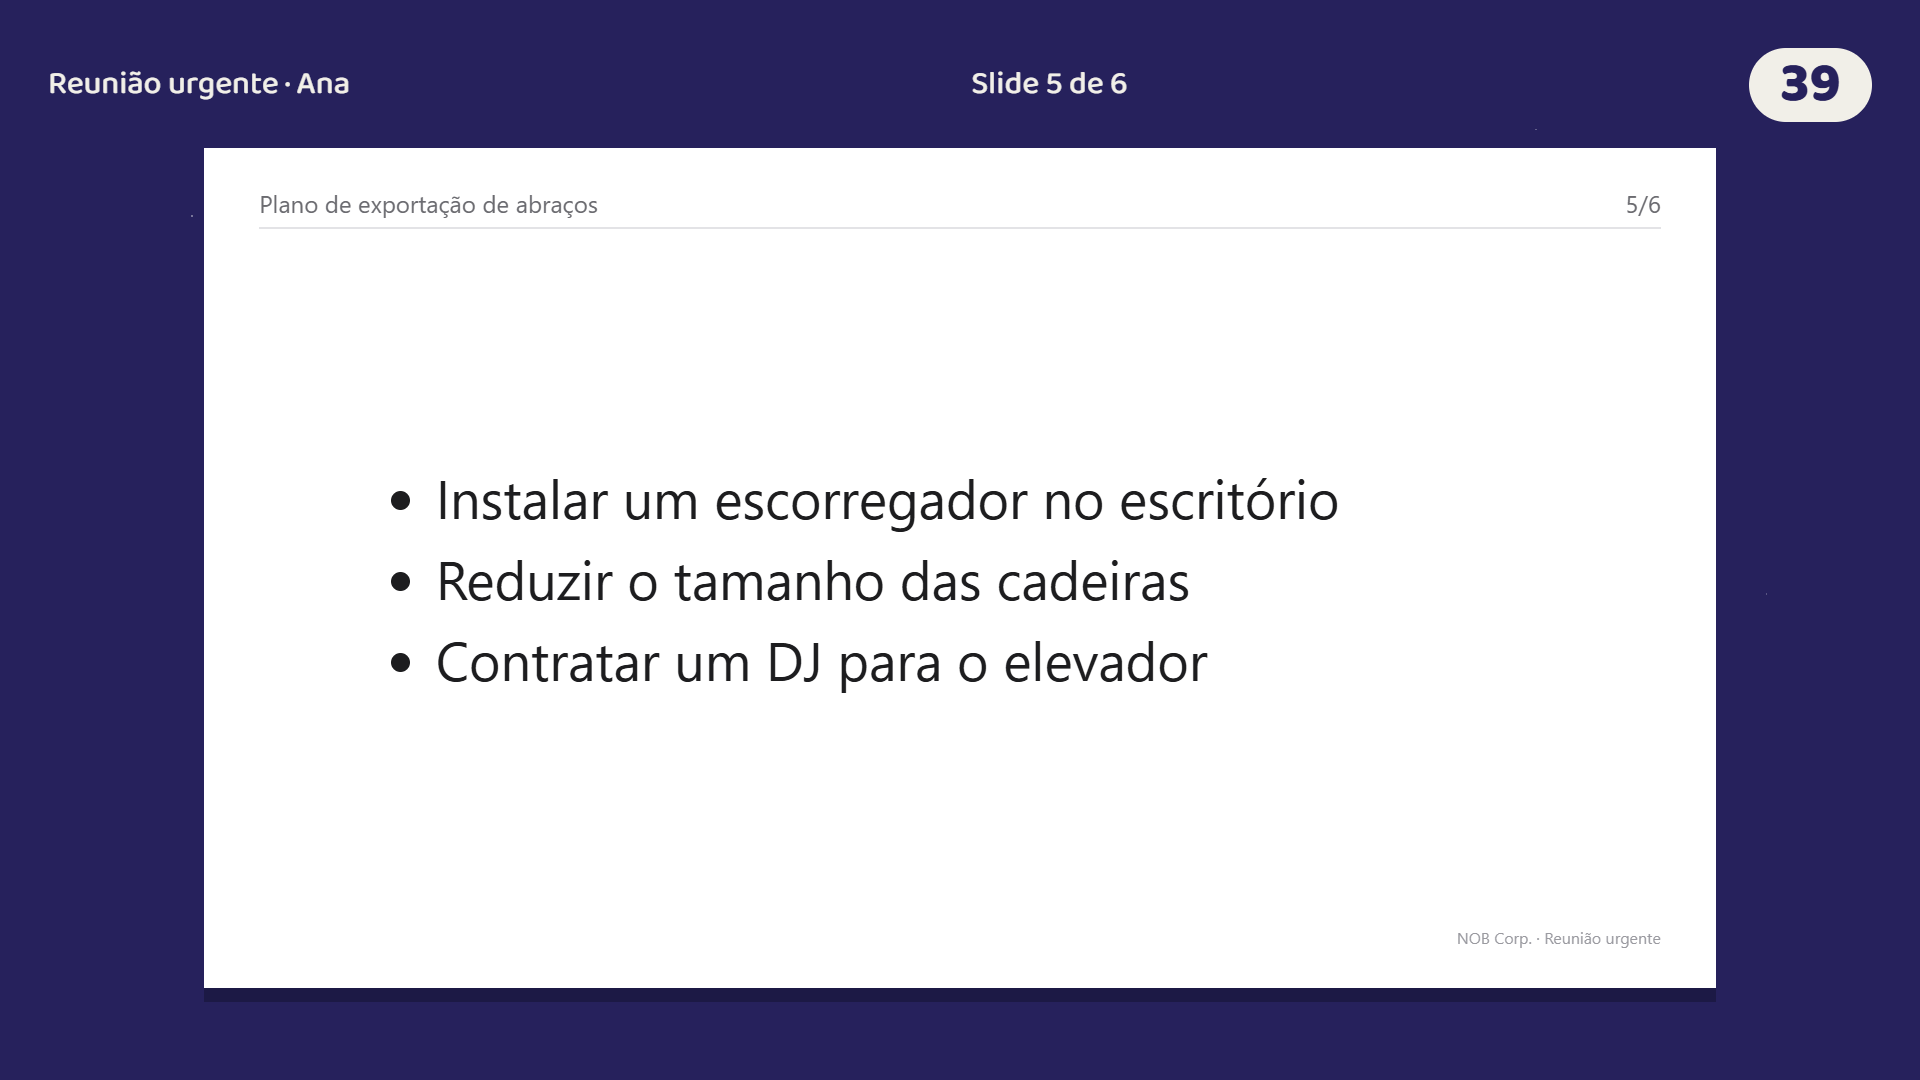 Reunião urgente · Ana
Slide 5 de 6
39
Plano de exportação de abraços
5/6
• Instalar um escorregador no escritório
• Reduzir o tamanho das cadeiras
• Contratar um DJ para o elevador
NOB Corp. · Reunião urgente